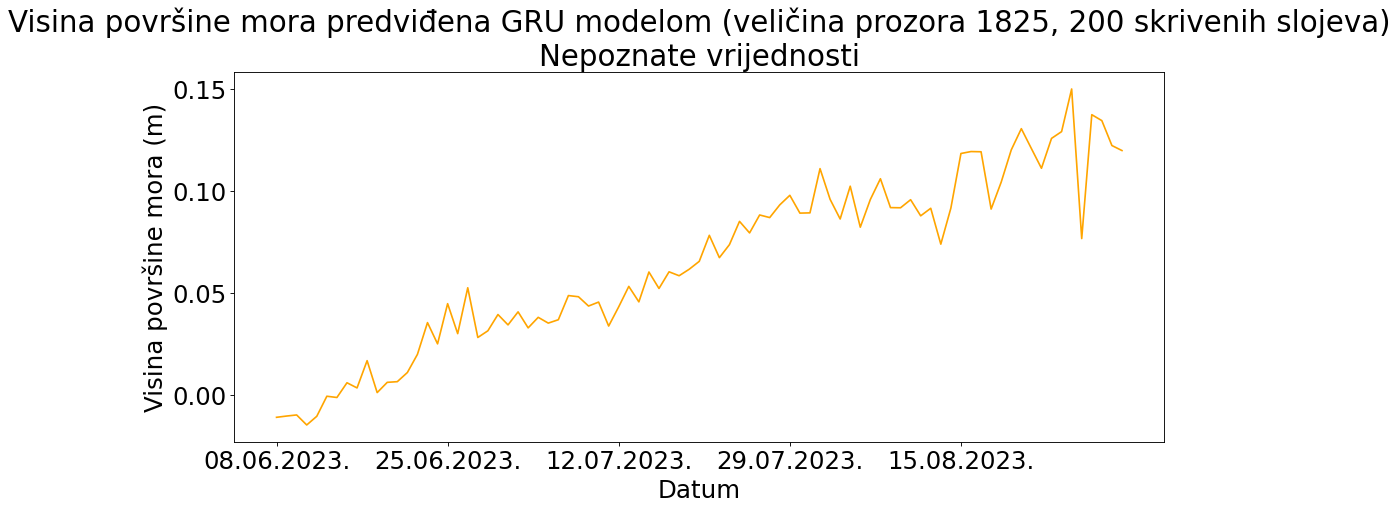 Visina površine mora predviđena GRU modelom (veličina prozora 1825, 200 skrivenih slojeva)
Nepoznate vrijednosti
Visina površine mora (m)
0.15
0.10
0.05
0.00
08.06.2023. 25.06.2023. 12.07.2023. 29.07.2023. 15.08.2023.
Datum